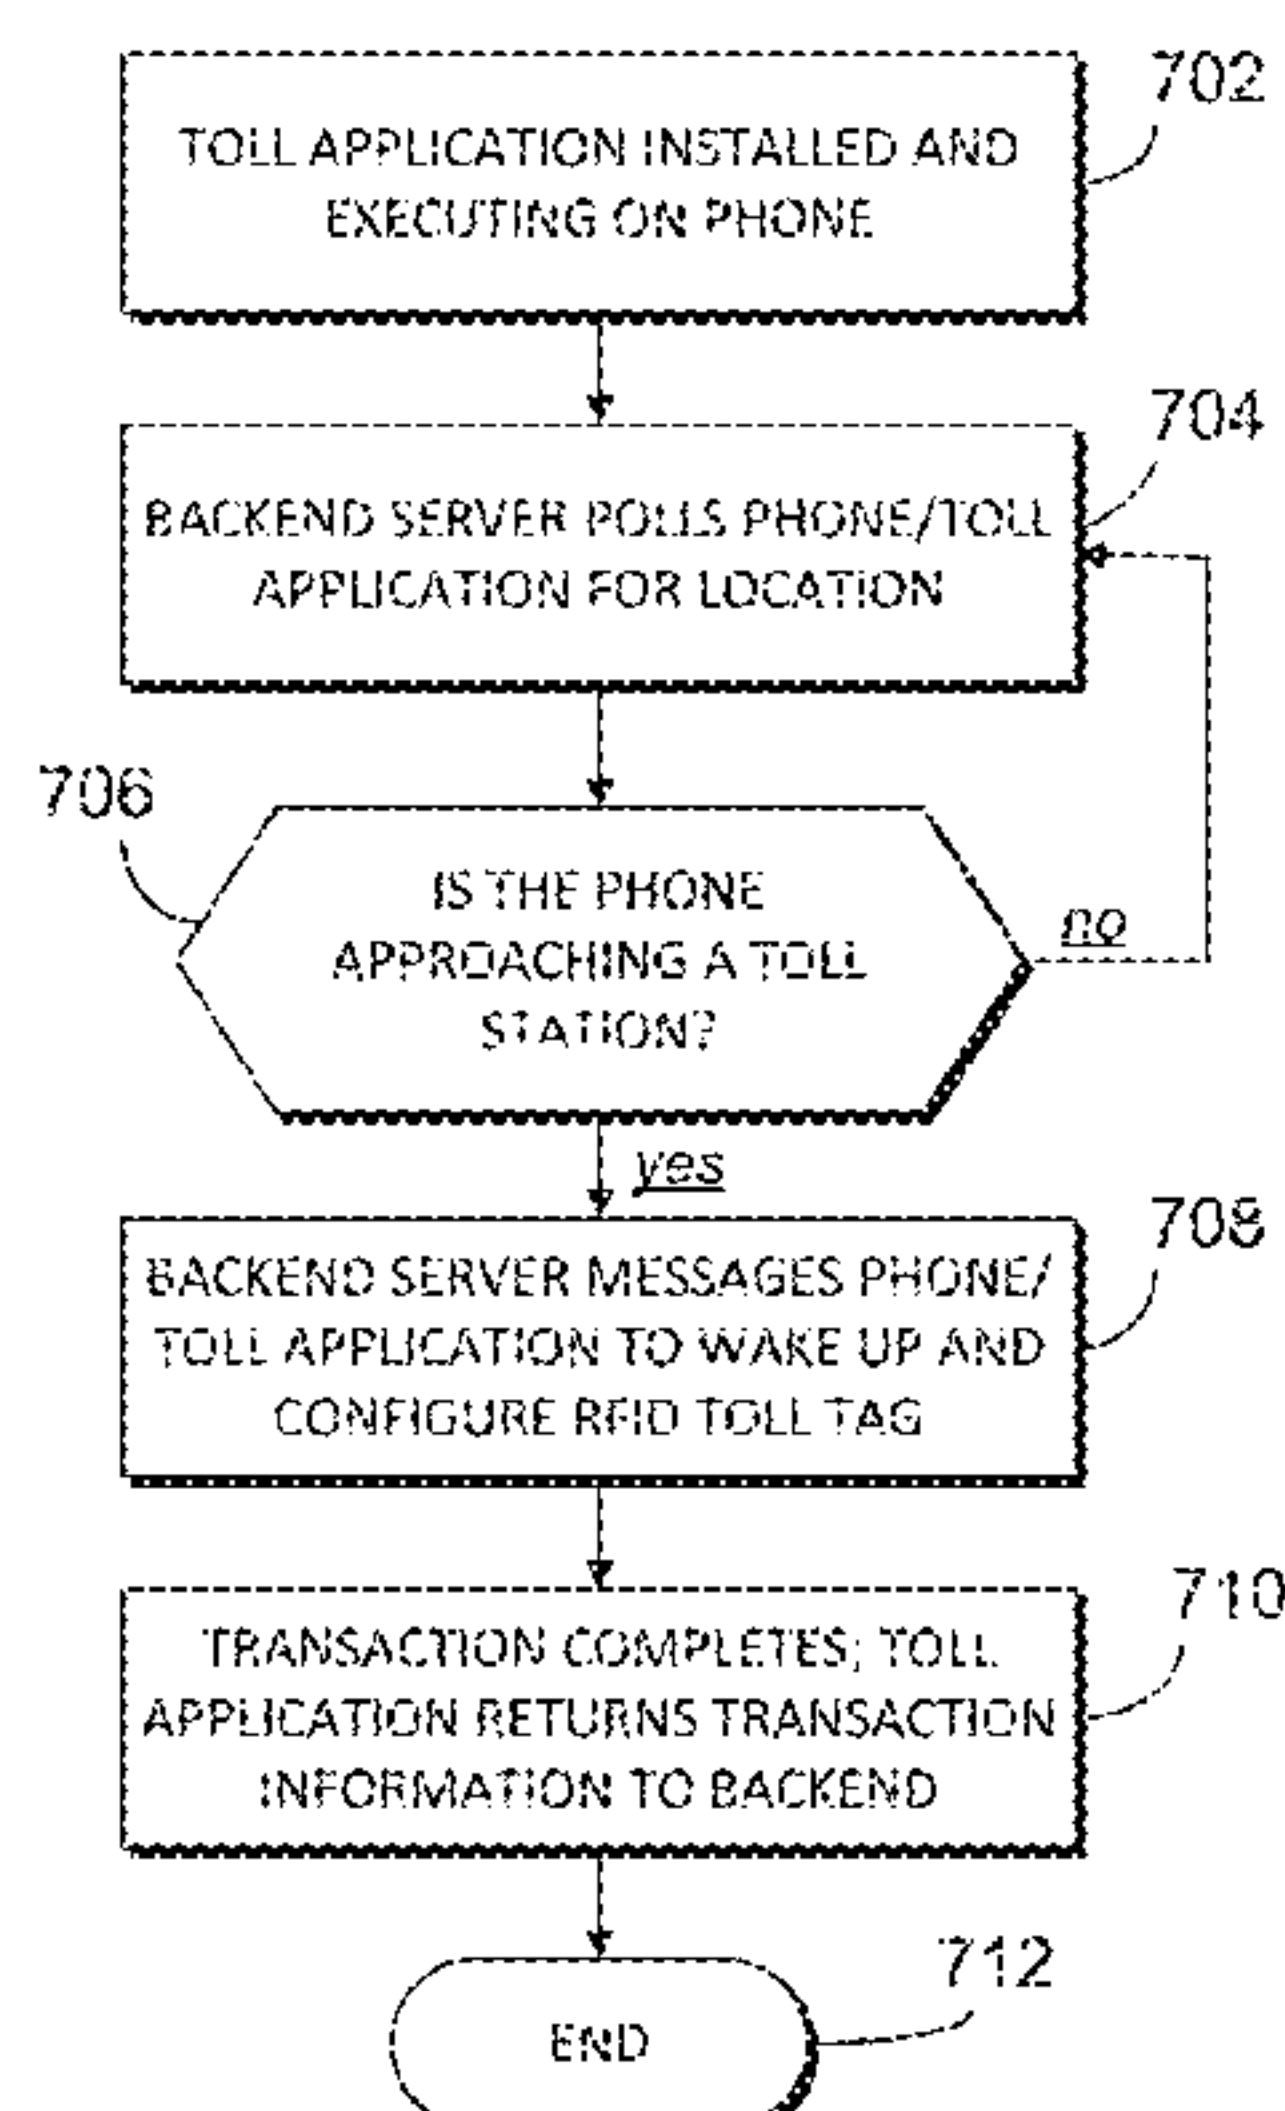 702
TOLL APPLICATION INSTALLED AND
EXECUTING ON PHONE
704
BACKEND SERVER POLLS PHONE/TOLL
APPLICATION FOR LOCATION
706
IS THE PHONE
APPROACHING A TOLL
STATION?
no
yes
708
BACKEND SERVER MESSAGES PHONE/
TOLL APPLICATION TO WAKE UP AND
CONFIGURE RFID TOLL TAG
710
TRANSACTION COMPLETES; TOLL
APPLICATION RETURNS TRANSACTION
INFORMATION TO BACKEND
712
END